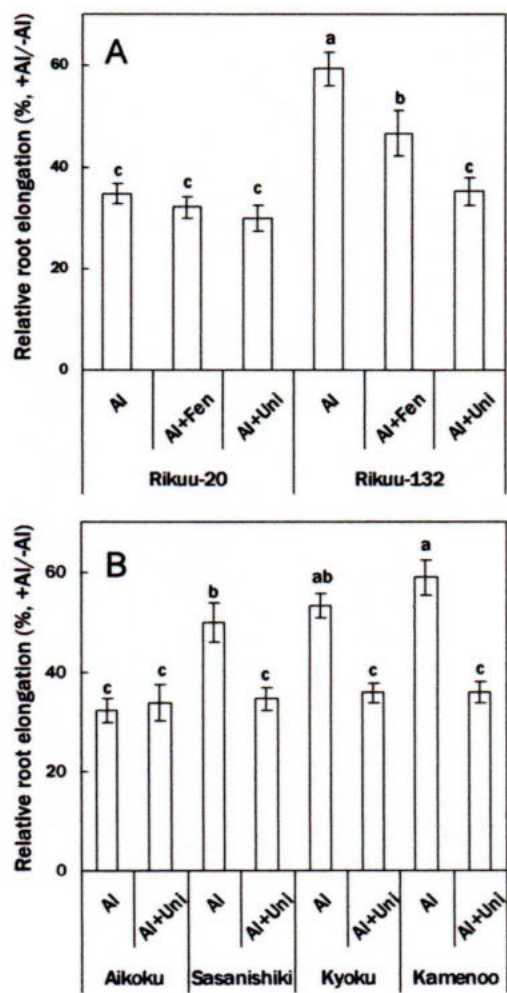 A
Relative root elongation (%, +Al/-Al)
60
40
20
0
a
b
c
c
c
c
Al
Al+Fen
Al+Uni
Al
Al+Fen
Al+Uni
Rikuu-20
Rikuu-132
B
Relative root elongation (%, +Al/-Al)
60
40
20
0
c
c
b
c
ab
c
a
c
Al
Al+Uni
Al
Al+Uni
Al
Al+Uni
Al
Al+Uni
Aikoku
Sasanishiki
Kyoku
Kamenoo